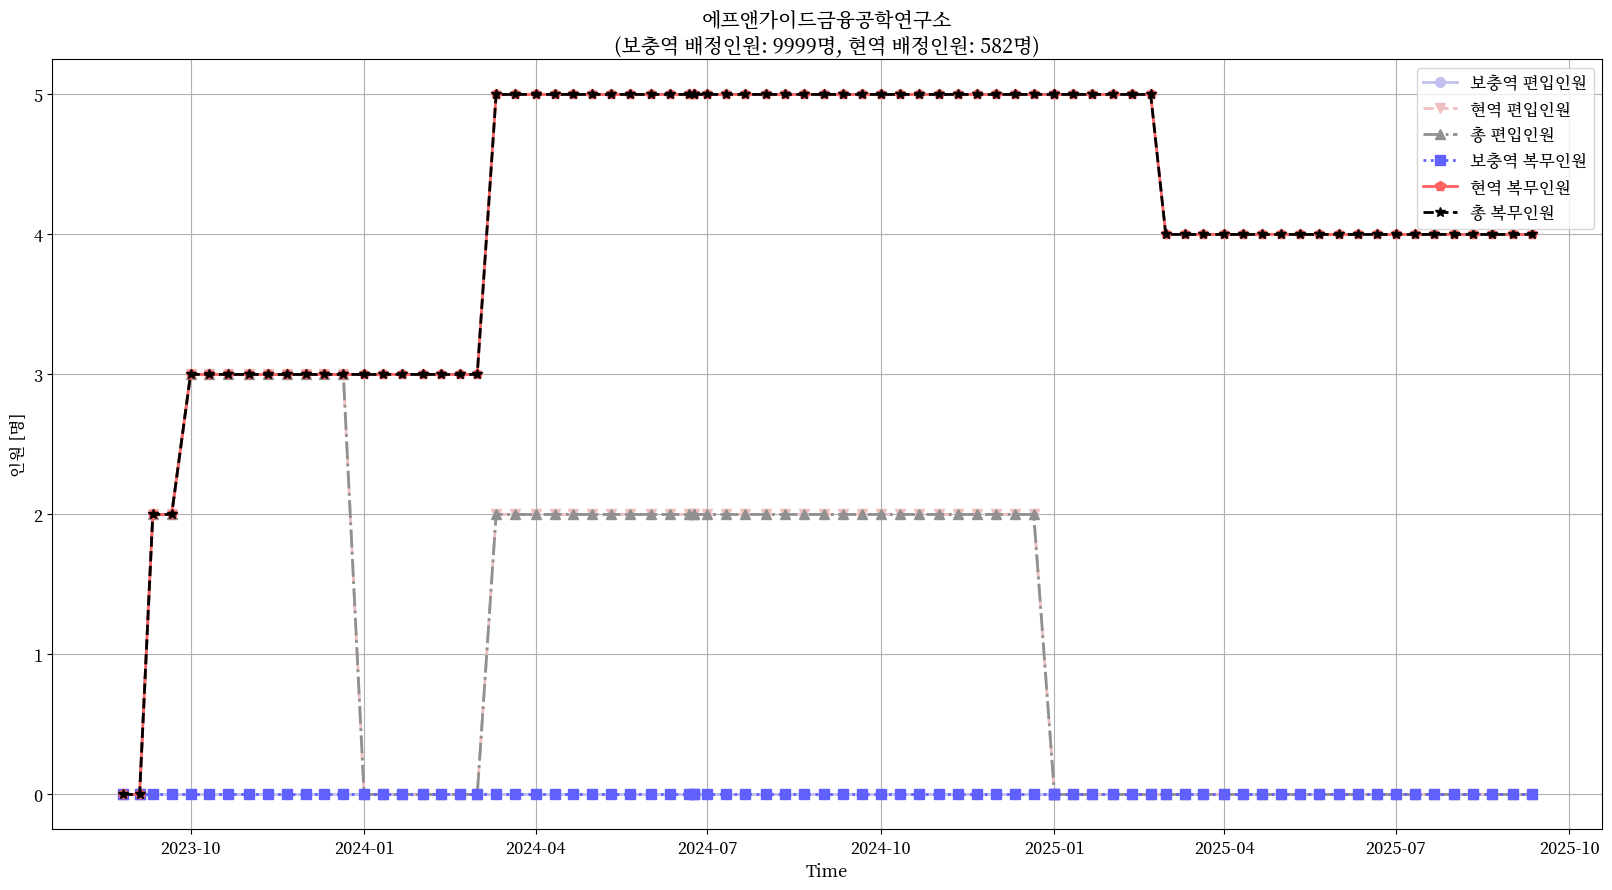 에프앤가이드금융공학연구소
(보충역 배정인원: 9999명, 현역 배정인원: 582명)
보충역 편입인원
현역 편입인원
총 편입인원
보충역 복무인원
현역 복무인원
총 복무인원
인원 [명]
5
4
3
2
1
0
2023-10
2024-01
2024-04
2024-07
2024-10
2025-01
2025-04
2025-07
2025-10
Time